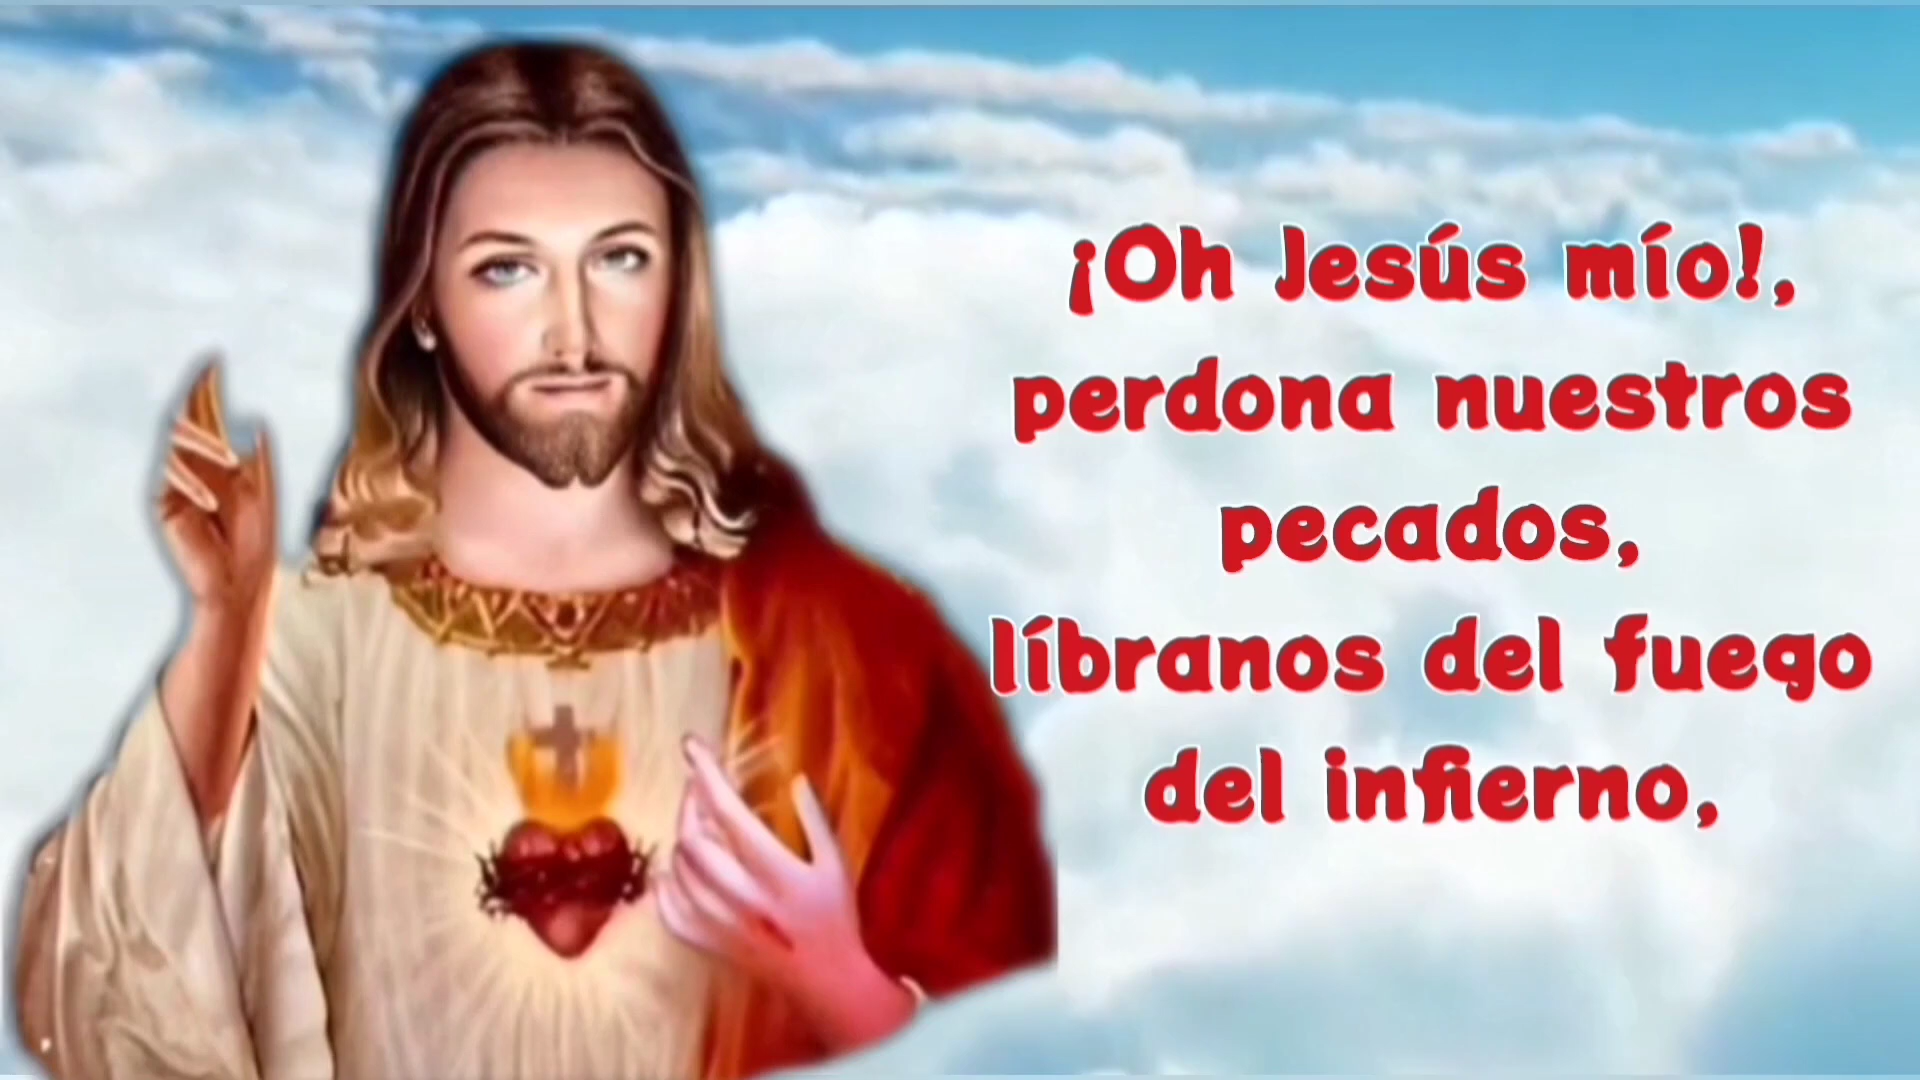 ¡Oh Jesús mío!,
perdona nuestros
pecados,
líbranos del fuego
del infierno,